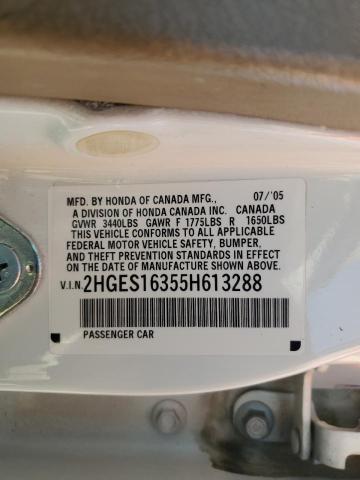 MFD. BY HONDA OF CANADA MFG., 07/'05
A DIVISION OF HONDA CANADA INC. CANADA
GVWR 3440LBS GAWR F 1775LBS R 1650LBS
THIS VEHICLE CONFORMS TO ALL APPLICABLE
FEDERAL MOTOR VEHICLE SAFETY, BUMPER,
AND THEFT PREVENTION STANDARDS IN EFFECT
ON THE DATE OF MANUFACTURE SHOWN ABOVE.
V.I.N. 2HGES16355H613288
PASSENGER CAR